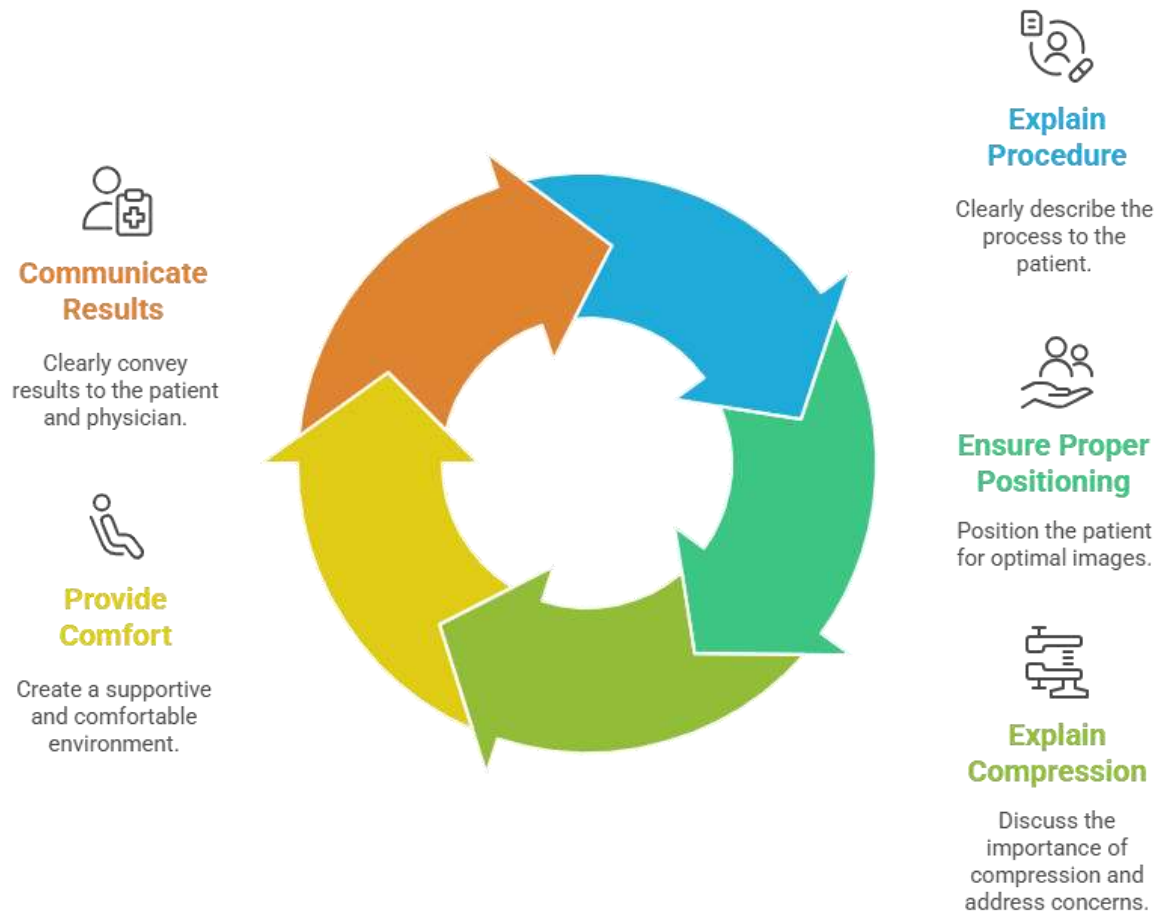 Explain
Procedure
Clearly describe the
process to the
patient.
Ensure Proper
Positioning
Position the patient
for optimal images.
Explain
Compression
Discuss the
importance of
compression and
address concerns.
Provide
Comfort
Create a supportive
and comfortable
environment.
Communicate
Results
Clearly convey
results to the patient
and physician.